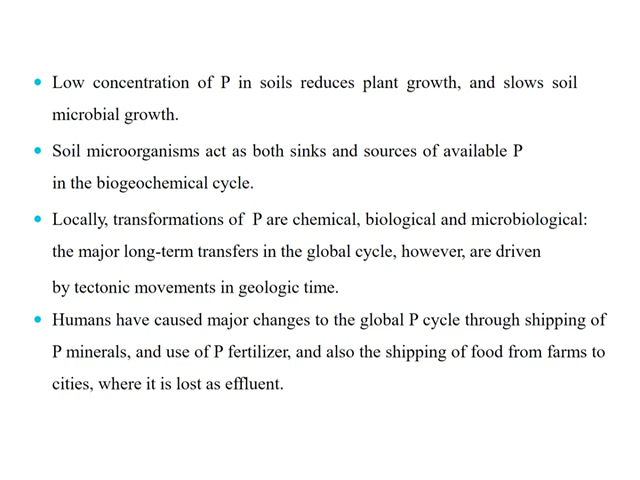 • Low concentration of P in soils reduces plant growth, and slows soil
microbial growth.
• Soil microorganisms act as both sinks and sources of available P
in the biogeochemical cycle.
• Locally, transformations of P are chemical, biological and microbiological:
the major long-term transfers in the global cycle, however, are driven
by tectonic movements in geologic time.
• Humans have caused major changes to the global P cycle through shipping of
P minerals, and use of P fertilizer, and also the shipping of food from farms to
cities, where it is lost as effluent.